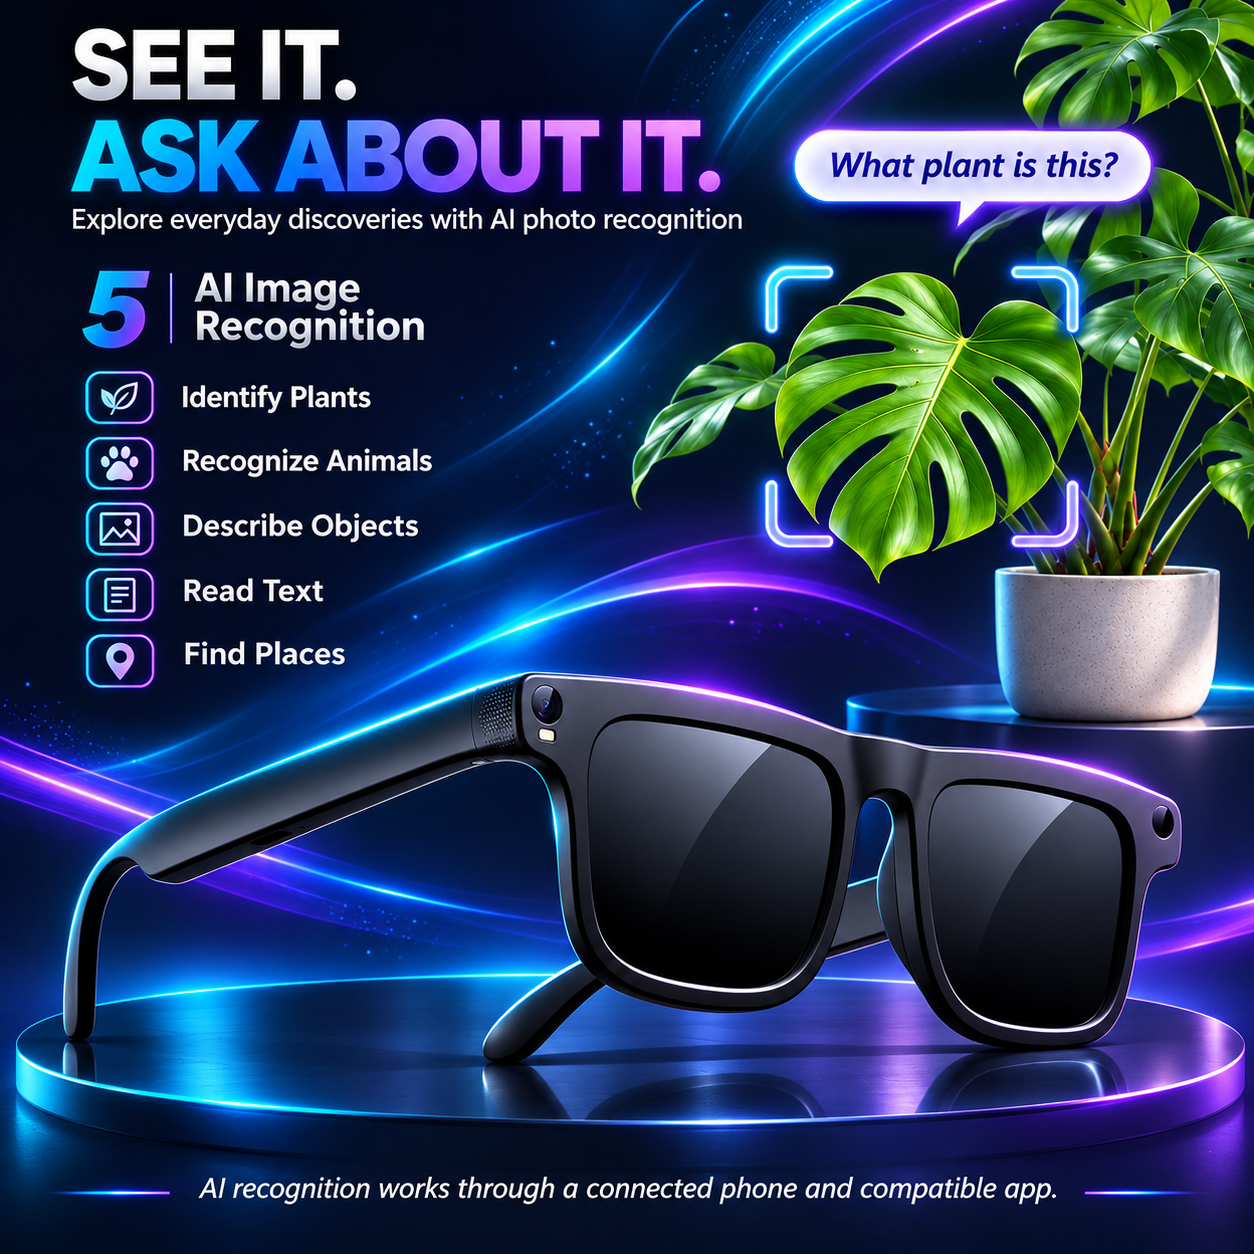 SEE IT.
ASK ABOUT IT.
Explore everyday discoveries with AI photo recognition
What plant is this?
5
AI Image
Recognition
Identify Plants
Recognize Animals
Describe Objects
Read Text
Find Places
AI recognition works through a connected phone and compatible app.